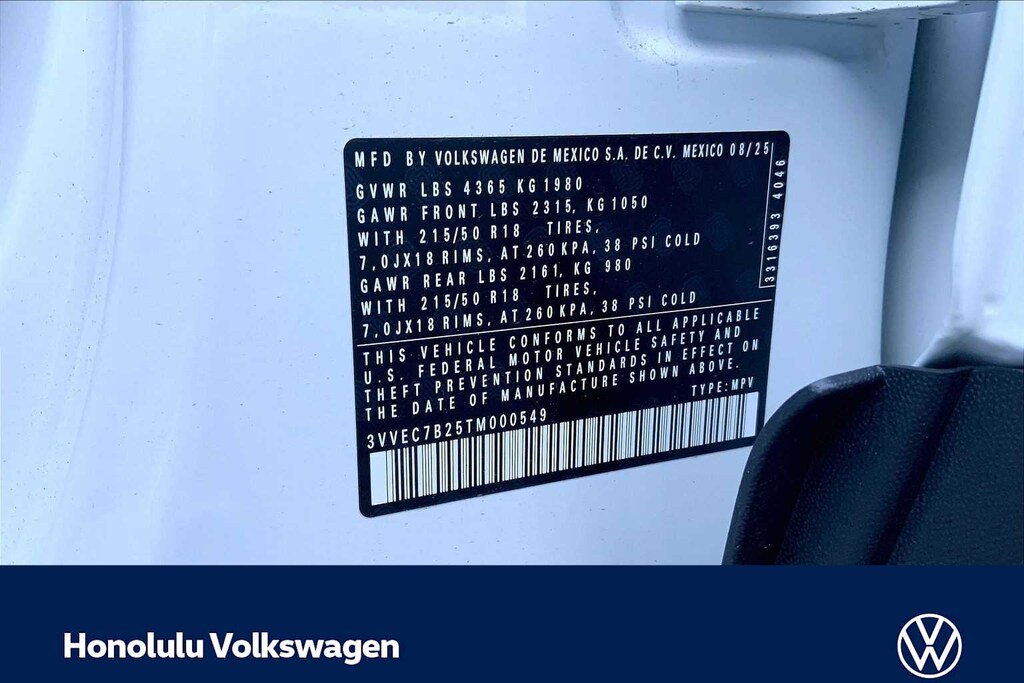 MFD BY VOLKSWAGEN DE MEXICO S.A. DE C.V. MEXICO 08/25
GVWR LBS 4365 KG 1980
GAWR FRONT LBS 2315, KG 1050
WITH 215/50 R18 TIRES,
7,0JX18 RIMS, AT 260 KPA, 38 PSI COLD
GAWR REAR LBS 2161, KG 980
WITH 215/50 R18 TIRES,
7,0JX18 RIMS, AT 260 KPA, 38 PSI COLD
3316393 4046
THIS VEHICLE CONFORMS TO ALL APPLICABLE
U.S. FEDERAL MOTOR VEHICLE SAFETY AND
THEFT PREVENTION STANDARDS IN EFFECT ON
THE DATE OF MANUFACTURE SHOWN ABOVE.
TYPE: MPV
3VVEC7B25TM000549
Honolulu Volkswagen